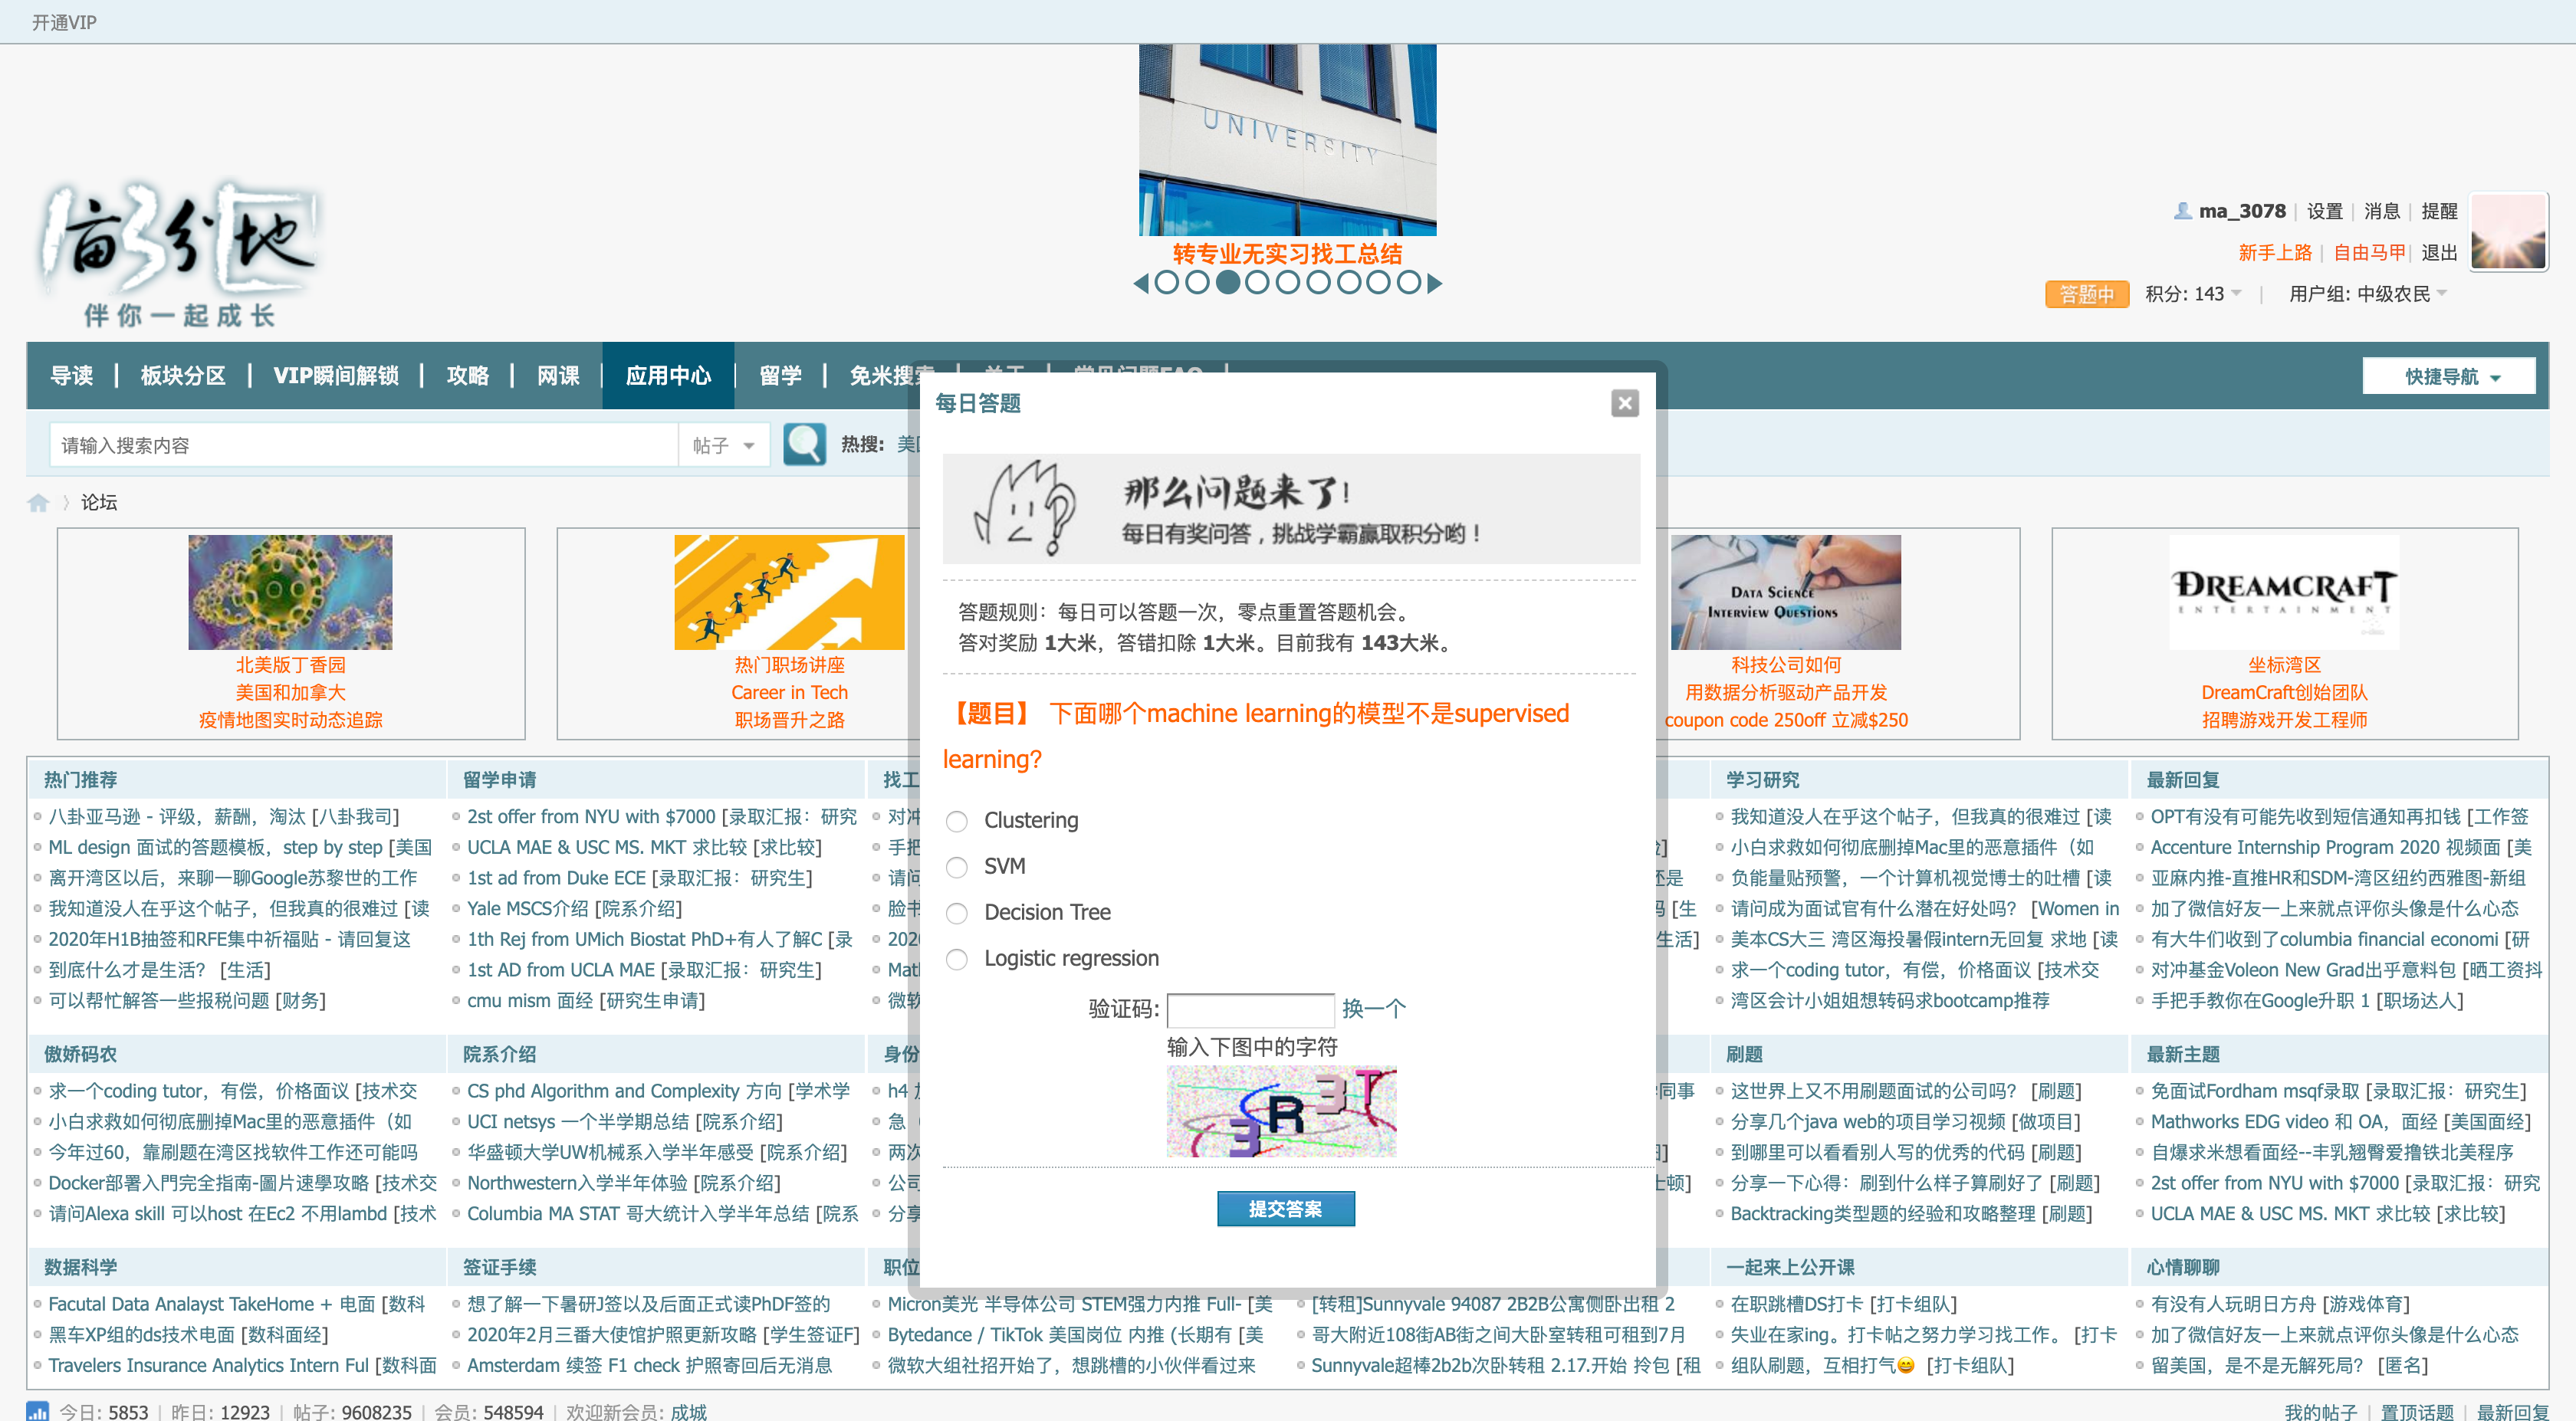 开通VIP
UNIVERSITY
转专业无实习找工总结
亩3分地
伴你一起成长
ma_3078 | 设置 | 消息 | 提醒
新手上路 | 自由马甲 | 退出
答题中 积分: 143 | 用户组: 中级农民
导读 | 板块分区 | VIP瞬间解锁 | 攻略 | 网课 | 应用中心 | 留学 | 免米搜索
快捷导航
请输入搜索内容 帖子 热搜: 美
论坛
北美版丁香园
美国和加拿大
疫情地图实时动态追踪
热门职场讲座
Career in Tech
职场晋升之路
DATA SCIENCE
INTERVIEW QUESTIONS
科技公司如何
用数据分析驱动产品开发
coupon code 250off 立减$250
DREAMCRAFT
ENTERTAINMENT
坐标湾区
DreamCraft创始团队
招聘游戏开发工程师
每日答题
那么问题来了!
每日有奖问答，挑战学霸赢取积分哟！
答题规则：每日可以答题一次，零点重置答题机会。
答对奖励 1大米，答错扣除 1大米。目前我有 143大米。
【题目】 下面哪个machine learning的模型不是supervised
learning?
Clustering
SVM
Decision Tree
Logistic regression
验证码: 换一个
输入下图中的字符
3R3T
提交答案
热门推荐
八卦亚马逊 - 评级，薪酬，淘汰 [八卦我司]
ML design 面试的答题模板，step by step [美国
离开湾区以后，来聊一聊Google苏黎世的工作
我知道没人在乎这个帖子，但我真的很难过 [读
2020年H1B抽签和RFE集中祈福贴 - 请回复这
到底什么才是生活？ [生活]
可以帮忙解答一些报税问题 [财务]
留学申请
2st offer from NYU with $7000 [录取汇报：研究
UCLA MAE & USC MS. MKT 求比较 [求比较]
1st ad from Duke ECE [录取汇报：研究生]
Yale MSCS介绍 [院系介绍]
1th Rej from UMich Biostat PhD+有人了解C [录
1st AD from UCLA MAE [录取汇报：研究生]
cmu mism 面经 [研究生申请]
找工
对冲
手把
请问
脸书
202
Mat
微软
还是
[生
生活]
学习研究
我知道没人在乎这个帖子，但我真的很难过 [读
小白求救如何彻底删掉Mac里的恶意插件（如
负能量贴预警，一个计算机视觉博士的吐槽 [读
请问成为面试官有什么潜在好处吗？ [Women in
美本CS大三 湾区海投暑假intern无回复 求地 [读
求一个coding tutor，有偿，价格面议 [技术交
湾区会计小姐姐想转码求bootcamp推荐
最新回复
OPT有没有可能先收到短信通知再扣钱 [工作签
Accenture Internship Program 2020 视频面 [美
亚麻内推-直推HR和SDM-湾区纽约西雅图-新组
加了微信好友一上来就点评你头像是什么心态
有大牛们收到了columbia financial economi [研
对冲基金Voleon New Grad出乎意料包 [晒工资抖
手把手教你在Google升职 1 [职场达人]
傲娇码农
求一个coding tutor，有偿，价格面议 [技术交
小白求救如何彻底删掉Mac里的恶意插件（如
今年过60，靠刷题在湾区找软件工作还可能吗
Docker部署入門完全指南-圖片速學攻略 [技术交
请问Alexa skill 可以host 在Ec2 不用lambd [技术
院系介绍
CS phd Algorithm and Complexity 方向 [学术学
UCI netsys 一个半学期总结 [院系介绍]
华盛顿大学UW机械系入学半年感受 [院系介绍]
Northwestern入学半年体验 [院系介绍]
Columbia MA STAT 哥大统计入学半年总结 [院系
身份
h4
急
两次
公司
分享
同事
顿]
刷题
这世界上又不用刷题面试的公司吗？ [刷题]
分享几个java web的项目学习视频 [做项目]
到哪里可以看看别人写的优秀的代码 [刷题]
分享一下心得：刷到什么样子算刷好了 [刷题]
Backtracking类型题的经验和攻略整理 [刷题]
最新主题
免面试Fordham msqf录取 [录取汇报：研究生]
Mathworks EDG video 和 OA，面经 [美国面经]
自爆求米想看面经--丰乳翘臀爱撸铁北美程序
2st offer from NYU with $7000 [录取汇报：研究
UCLA MAE & USC MS. MKT 求比较 [求比较]
数据科学
Facutal Data Analayst TakeHome + 电面 [数科
黑车XP组的ds技术电面 [数科面经]
Travelers Insurance Analytics Intern Ful [数科面
签证手续
想了解一下暑研J签以及后面正式读PhDF签的
2020年2月三番大使馆护照更新攻略 [学生签证F]
Amsterdam 续签 F1 check 护照寄回后无消息
职位
Micron美光 半导体公司 STEM强力内推 Full- [美
Bytedance / TikTok 美国岗位 内推 (长期有 [美
微软大组社招开始了，想跳槽的小伙伴看过来
[转租]Sunnyvale 94087 2B2B公寓侧卧出租 2
哥大附近108街AB街之间大卧室转租可租到7月
Sunnyvale超棒2b2b次卧转租 2.17.开始 拎包 [租
一起来上公开课
在职跳槽DS打卡 [打卡组队]
失业在家ing。打卡帖之努力学习找工作。 [打卡
组队刷题，互相打气😄 [打卡组队]
心情聊聊
有没有人玩明日方舟 [游戏体育]
加了微信好友一上来就点评你头像是什么心态
留美国，是不是无解死局？ [匿名]
今日: 5853 | 昨日: 12923 | 帖子: 9608235 | 会员: 548594 | 欢迎新会员: 成城
我的帖子 | 置顶话题 | 最新回复